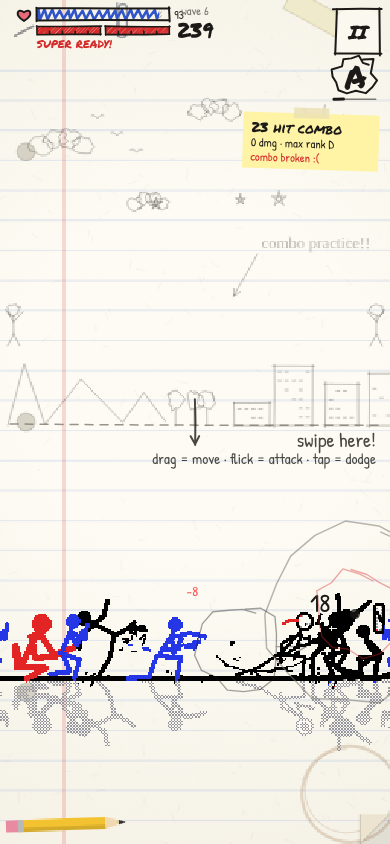 93 wave 6
239
SUPER READY!
II
A
23 HIT COMBO
0 dmg · max rank D
combo broken :(
combo practice!!
swipe here!
drag = move · flick = attack · tap = dodge
-8
18